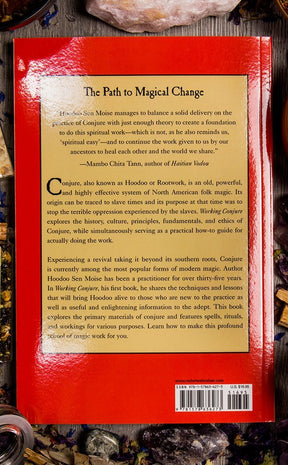 The Path to Magical Change
Hoodoo Sen Moise manages to balance a solid delivery on the
practice of Conjure with just enough theory to create a foundation
to do this spiritual work—which is not, as he also reminds us,
'spiritual easy'—and to continue the work given to us by our
ancestors to heal each other and the world we share."
—Mambo Chita Tann, author of Haitian Vodou
Conjure, also known as Hoodoo or Rootwork, is an old, powerful,
and highly effective system of North American folk magic. Its
origin can be traced to slave times and its purpose at that time was to
stop the terrible oppression experienced by the slaves. Working Conjure
explores the history, culture, principles, fundamentals, and ethics of
Conjure, while simultaneously serving as a practical how-to guide for
actually doing the work.
Experiencing a revival taking it beyond its southern roots, Conjure
is currently among the most popular forms of modern magic. Author
Hoodoo Sen Moise has been a practitioner for over thirty-five years.
In Working Conjure, his first book, he shares the techniques and lessons
that will bring Hoodoo alive to those who are new to the practice as
well as useful and enlightening information to the adept. This book
explores the primary materials of conjure and features spells, rituals,
and workings for various purposes. Learn how to make this profound
school of magic work for you.
ISBN: 978-1-57863-627-3
U.S. $16.95
51695
9 781578 636273